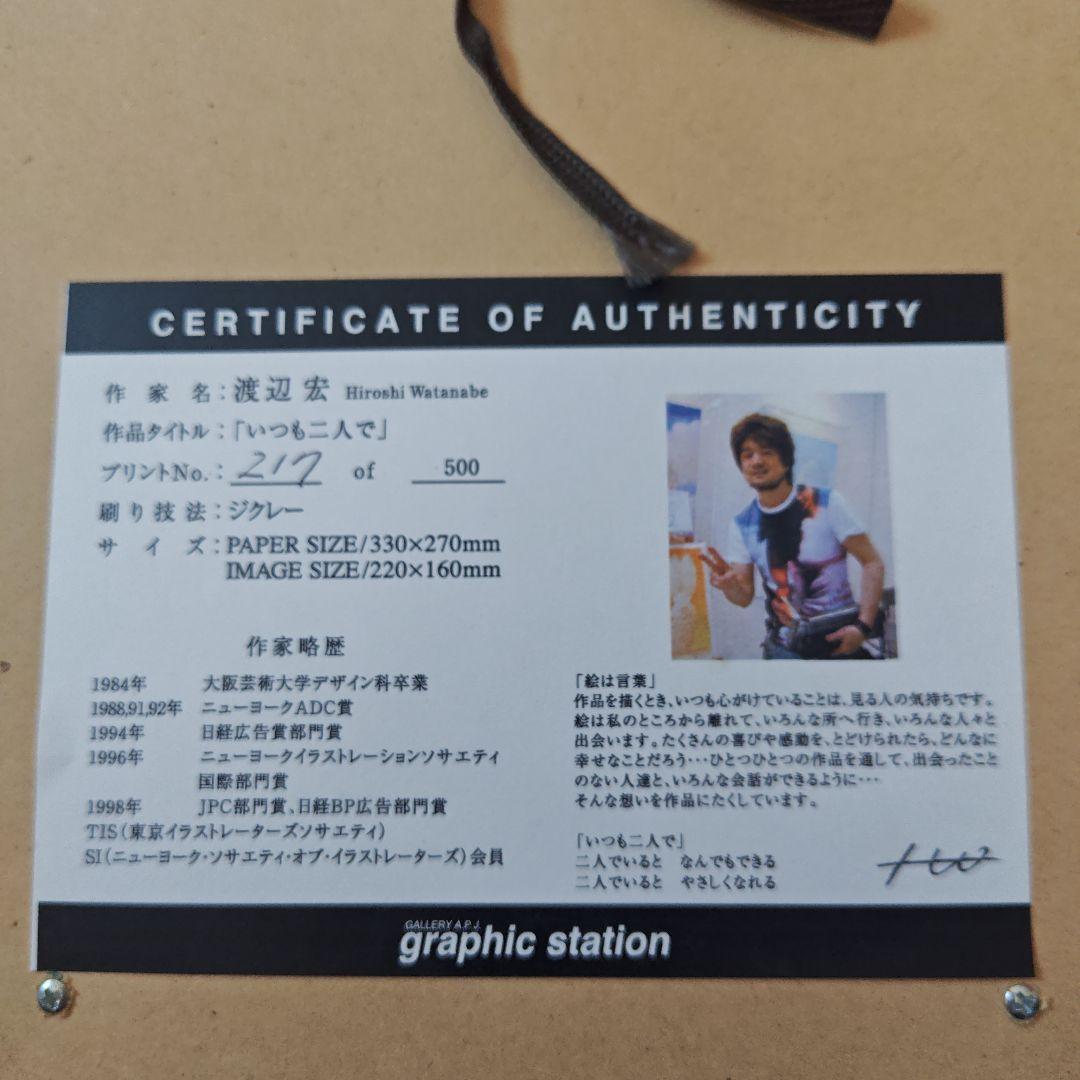 CERTIFICATE OF AUTHENTICITY
作家名：渡辺 宏 Hiroshi Watanabe
作品タイトル：「いつも二人で」
プリントNo.：217 of 500
刷り技法：ジクレー
サイズ：PAPER SIZE/330×270mm
IMAGE SIZE/220×160mm
作家略歴
1984年 大阪芸術大学デザイン科卒業
1988,91,92年 ニューヨークADC賞
1994年 日経広告賞部門賞
1996年 ニューヨークイラストレーションソサエティ
国際部門賞
1998年 JPC部門賞、日経BP広告部門賞
TIS（東京イラストレーターズソサエティ）
SI（ニューヨーク・ソサエティ・オブ・イラストレーターズ）会員
「絵は言葉」
作品を描くとき、いつも心がけていることは、見る人の気持ちです。
絵は私のところから離れて、いろんな所へ行き、いろんな人々と
出会います。たくさんの喜びや感動を、とどけられたら、どんなに
幸せなことだろう･･･ひとつひとつの作品を通して、出会ったこと
のない人達と、いろんな会話ができるように･･･
そんな想いを作品にたくしています。
「いつも二人で」
二人でいると なんでもできる
二人でいると やさしくなれる
GALLERY A.P.J.
graphic station